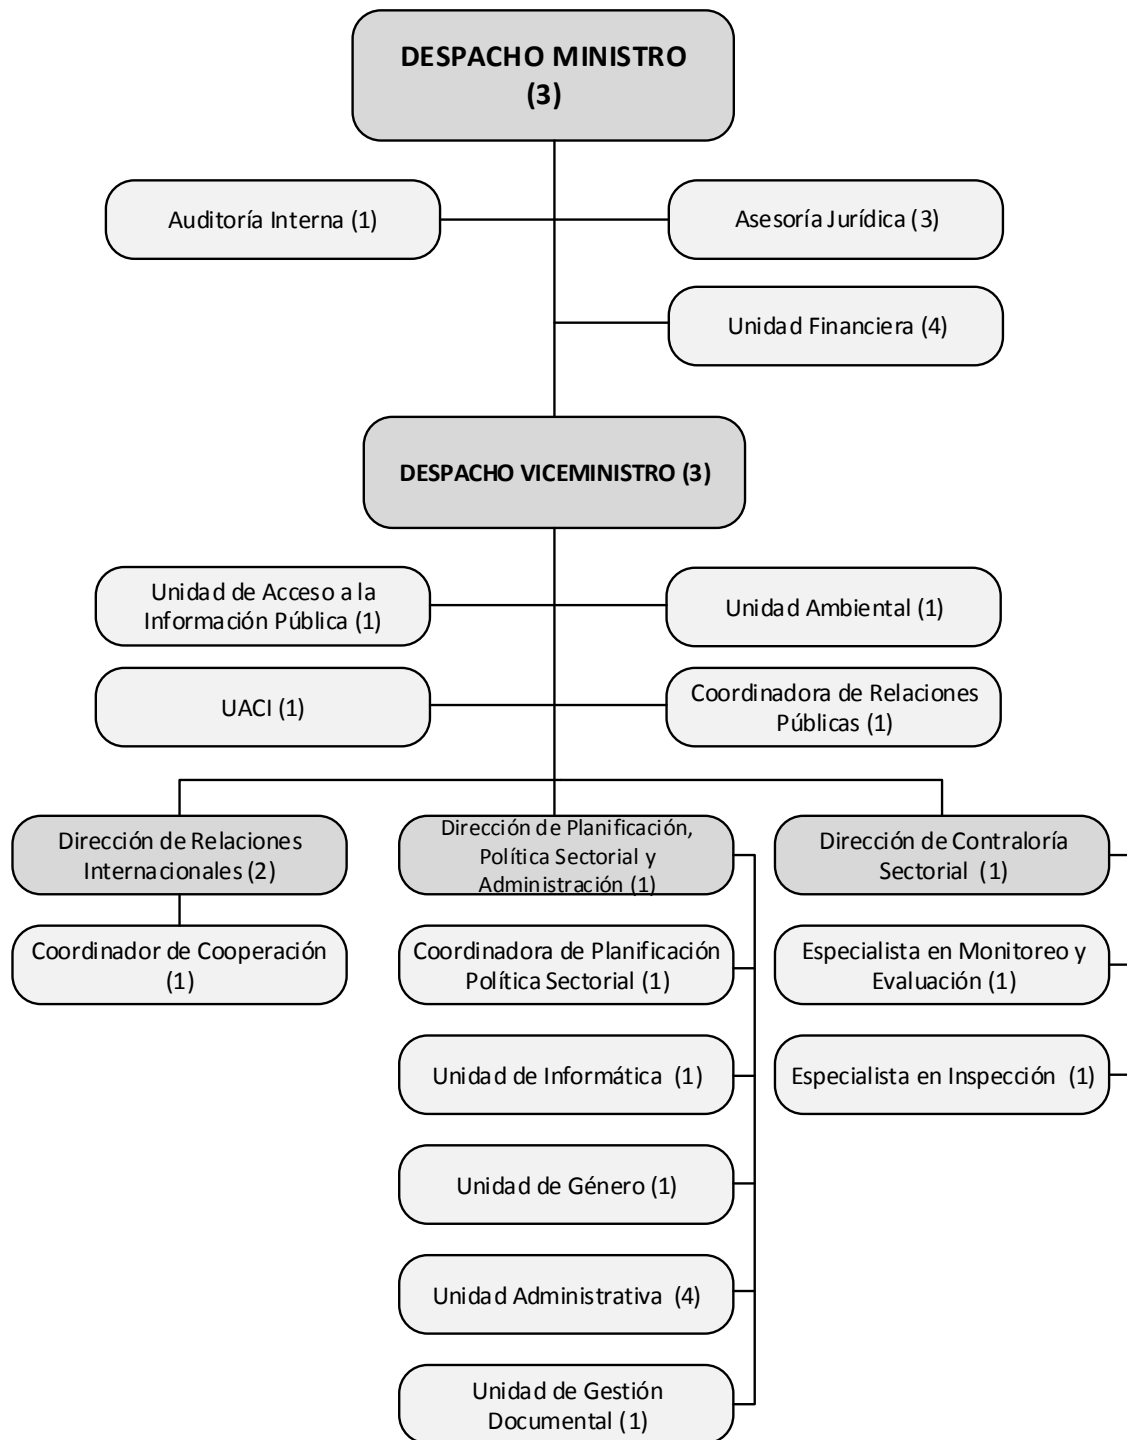 DESPACHO MINISTRO
(3)
Auditoría Interna (1)
Asesoría Jurídica (3)
Unidad Financiera (4)
DESPACHO VICEMINISTRO (3)
Unidad de Acceso a la
Información Pública (1)
Unidad Ambiental (1)
UACI (1)
Coordinadora de Relaciones
Públicas (1)
Dirección de Relaciones
Internacionales (2)
Dirección de Planificación,
Política Sectorial y
Administración (1)
Dirección de Contraloría
Sectorial (1)
Coordinador de Cooperación
(1)
Coordinadora de Planificación
Política Sectorial (1)
Especialista en Monitoreo y
Evaluación (1)
Unidad de Informática (1)
Especialista en Inspección (1)
Unidad de Género (1)
Unidad Administrativa (4)
Unidad de Gestión
Documental (1)